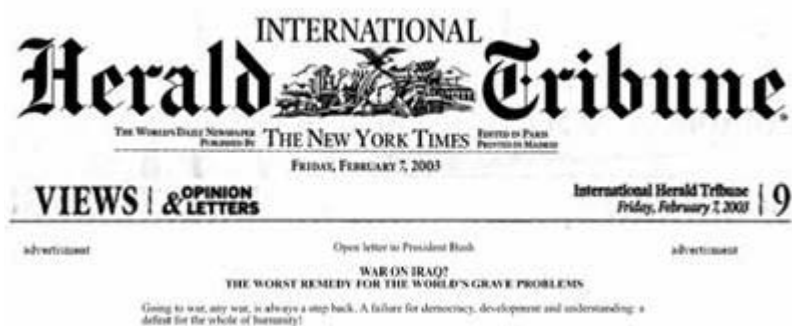 INTERNATIONAL
Herald Tribune
THE WORLD'S DAILY NEWSPAPER
PUBLISHED BY THE NEW YORK TIMES EDITED IN PARIS
PRINTED IN MADRID
FRIDAY, FEBRUARY 7, 2003
VIEWS | & OPINION
LETTERS
International Herald Tribune
Friday, February 7, 2003 | 9
advertisment Open letter to President Bush advertisment
WAR ON IRAQ?
THE WORST REMEDY FOR THE WORLD'S GRAVE PROBLEMS
Going to war, any war, is always a step back. A failure for democracy, development and understanding: a
defeat for the whole of humanity!